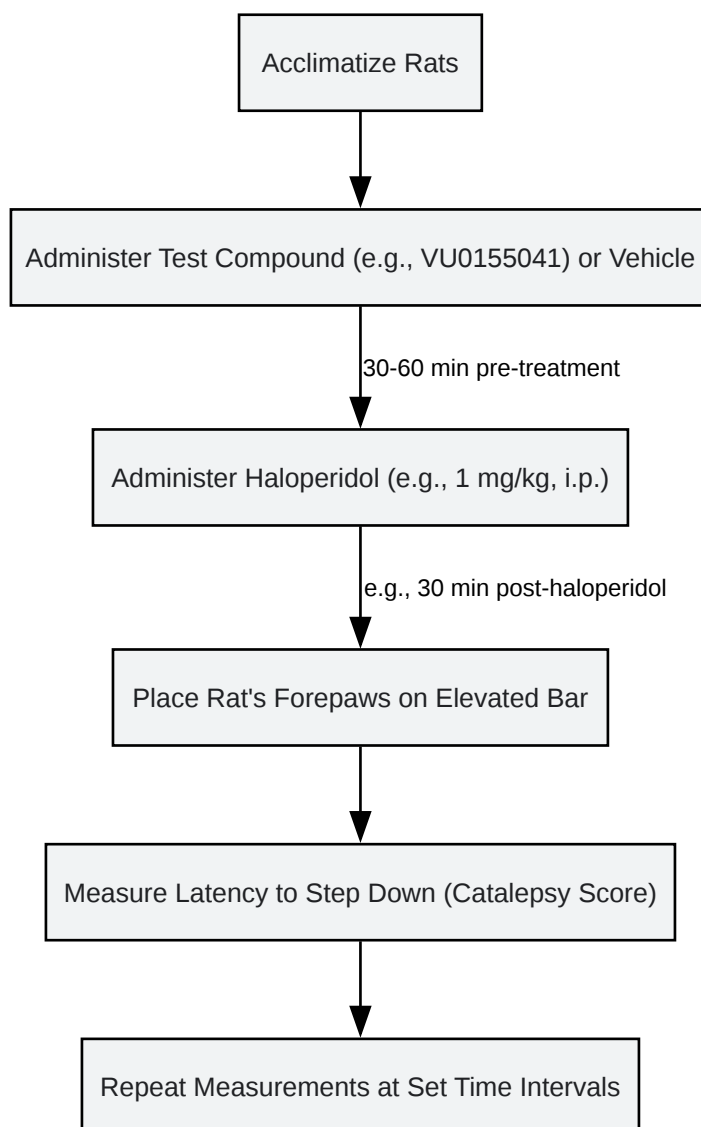 Acclimatize Rats
Administer Test Compound (e.g., VU0155041) or Vehicle
30-60 min pre-treatment
Administer Haloperidol (e.g., 1 mg/kg, i.p.)
e.g., 30 min post-haloperidol
Place Rat's Forepaws on Elevated Bar
Measure Latency to Step Down (Catalepsy Score)
Repeat Measurements at Set Time Intervals